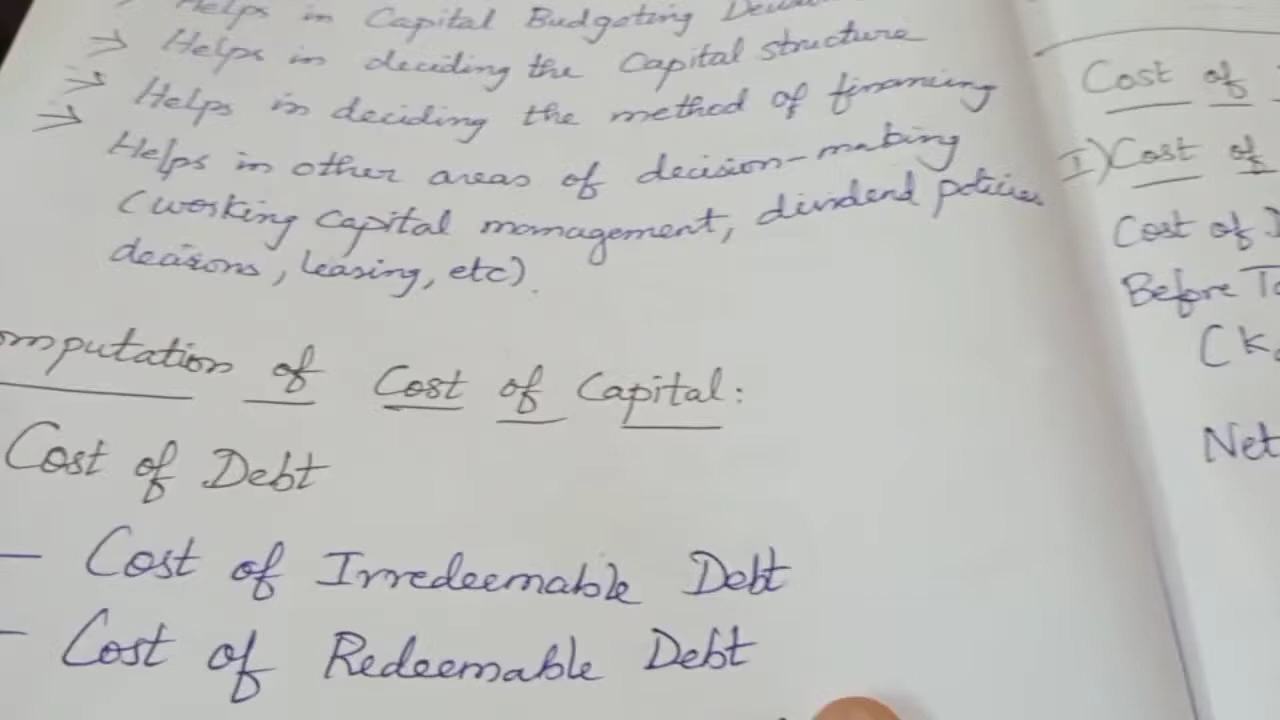 Helps in Capital Budgeting
→ Helps in deciding the Capital structure
→ Helps in deciding the method of financing
→ Helps in other areas of decision-making
(working capital management, dividend policies
decisions, leasing, etc).
Computation of Cost of Capital:
Cost of Debt
– Cost of Irredeemable Debt
– Cost of Redeemable Debt
Cost of
I) Cost of
Cost of
Before
Net